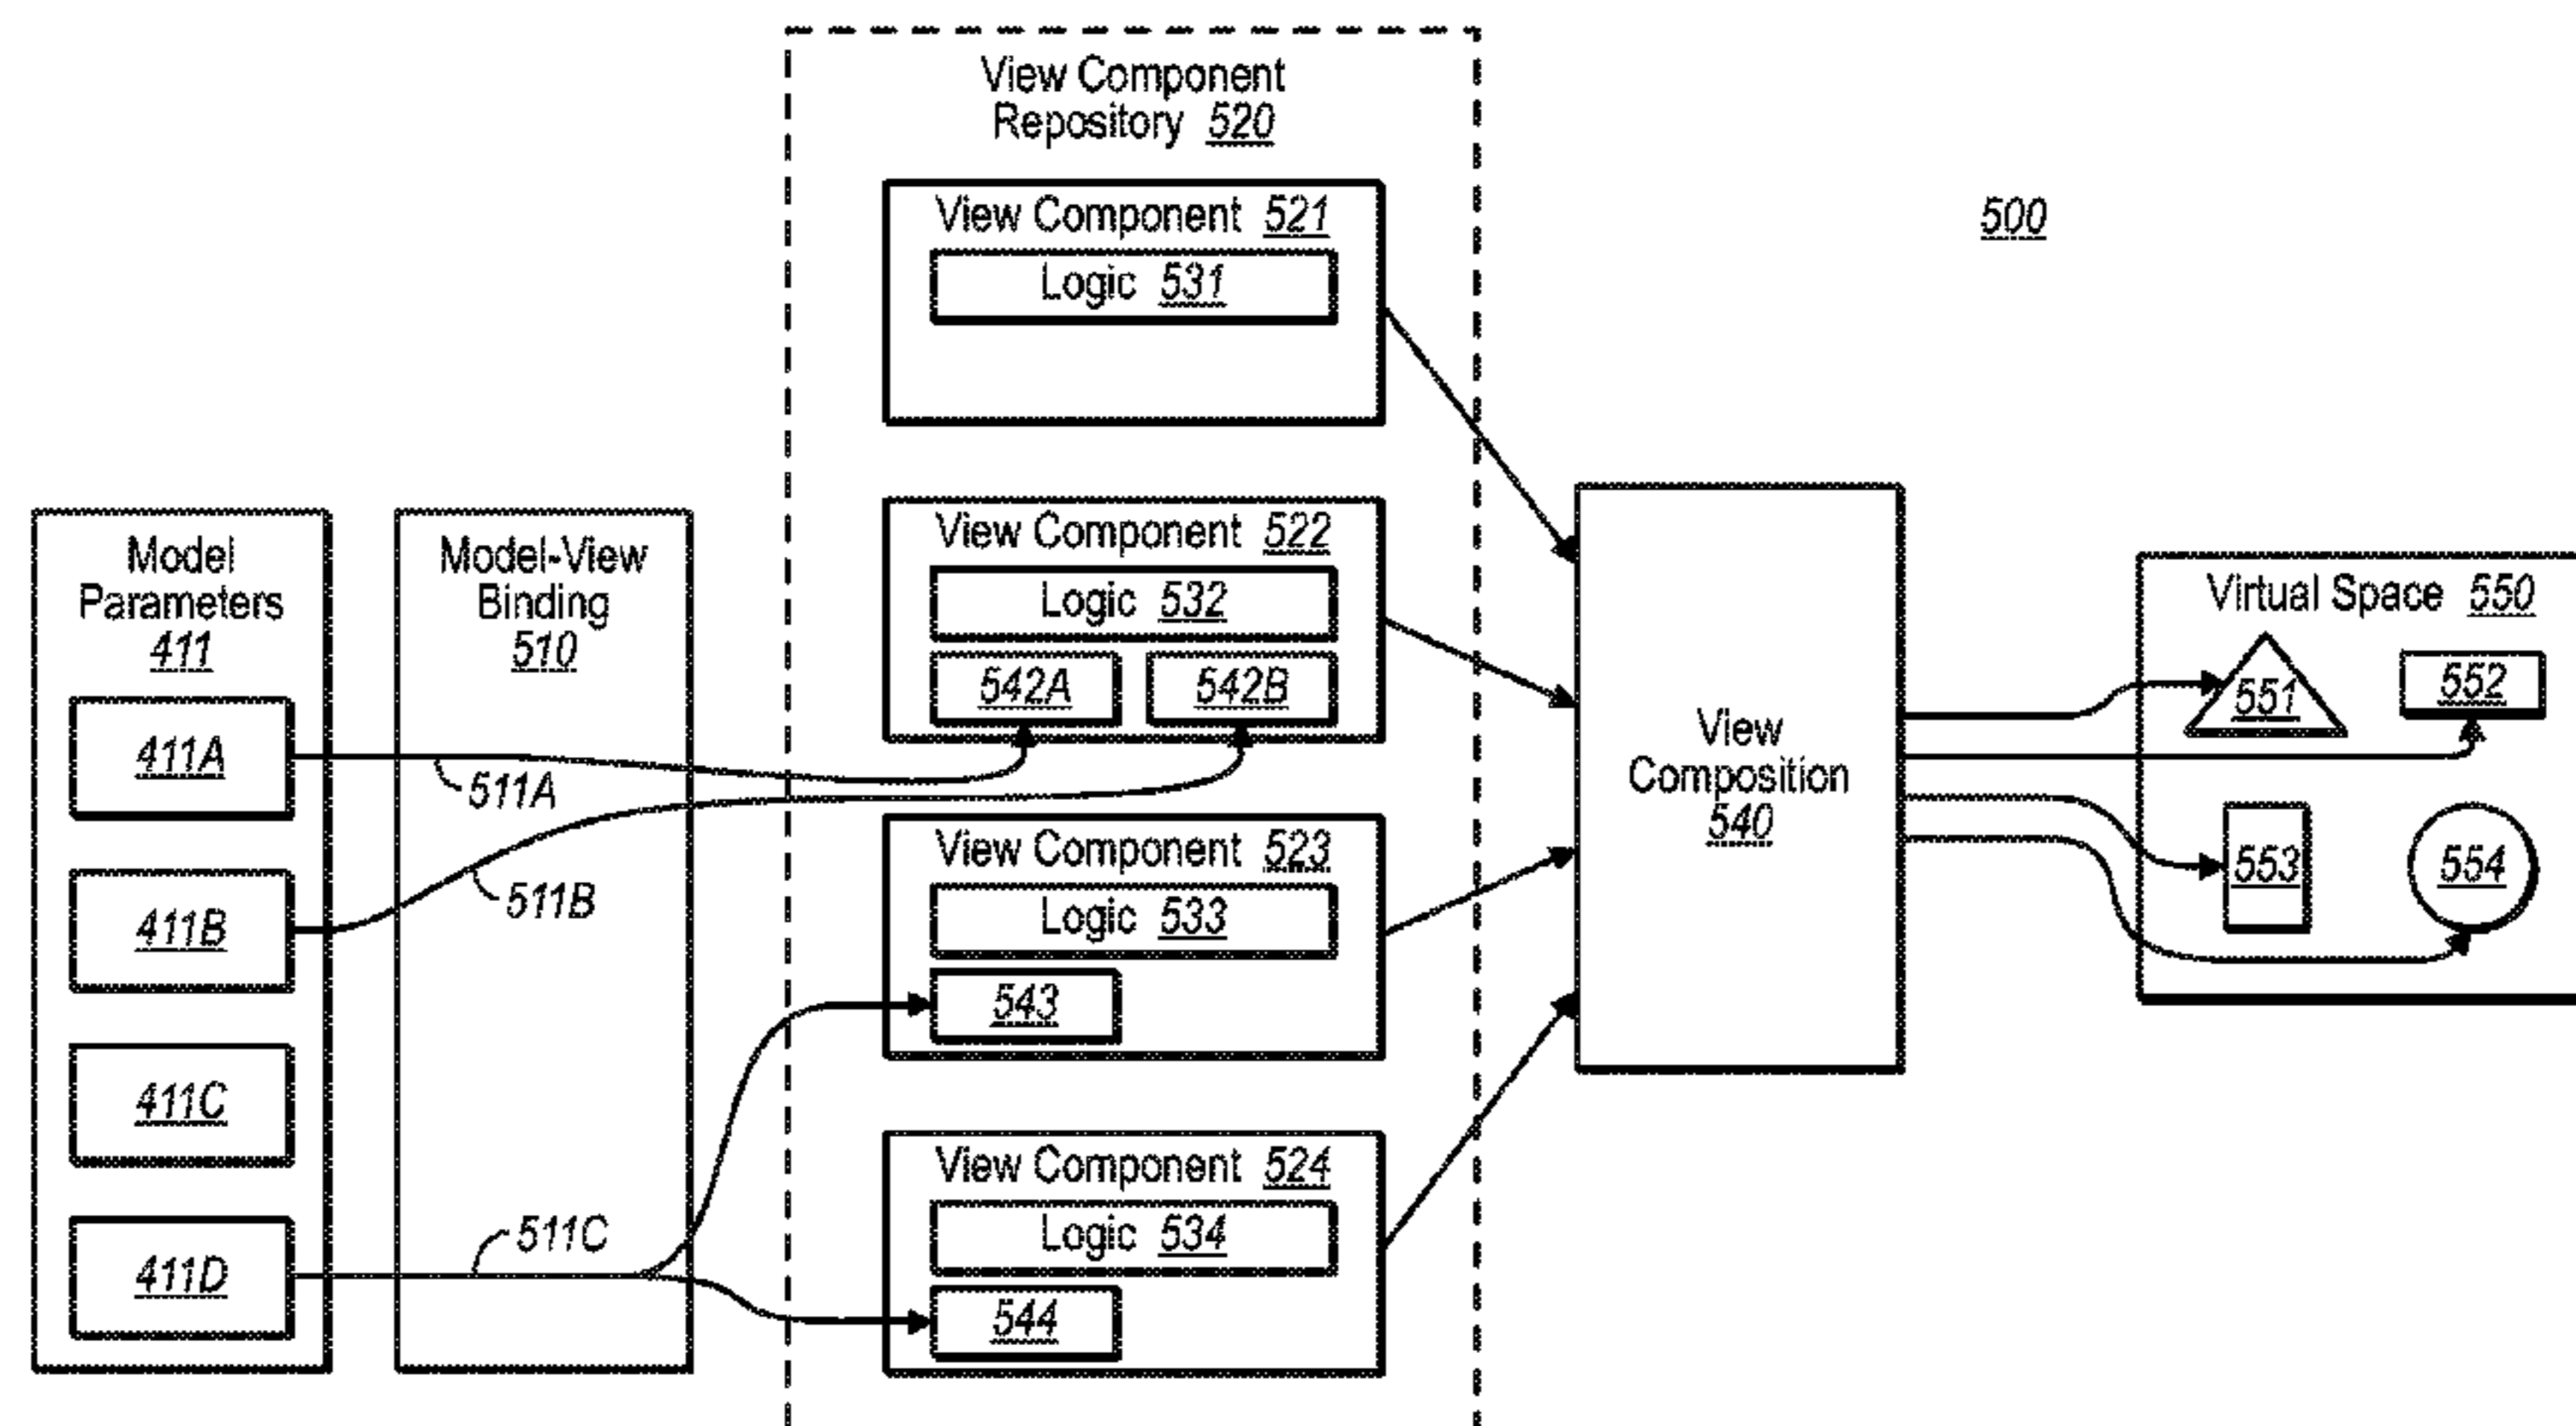 View Component
Repository 520
View Component 521
Logic 531
500
View Component 522
Logic 532
542A
542B
Model
Parameters
411
Model-View
Binding
510
411A
511A
411B
511B
411C
411D
511C
View Component 523
Logic 533
543
View Component 524
Logic 534
544
View
Composition
540
Virtual Space 550
551
552
553
554